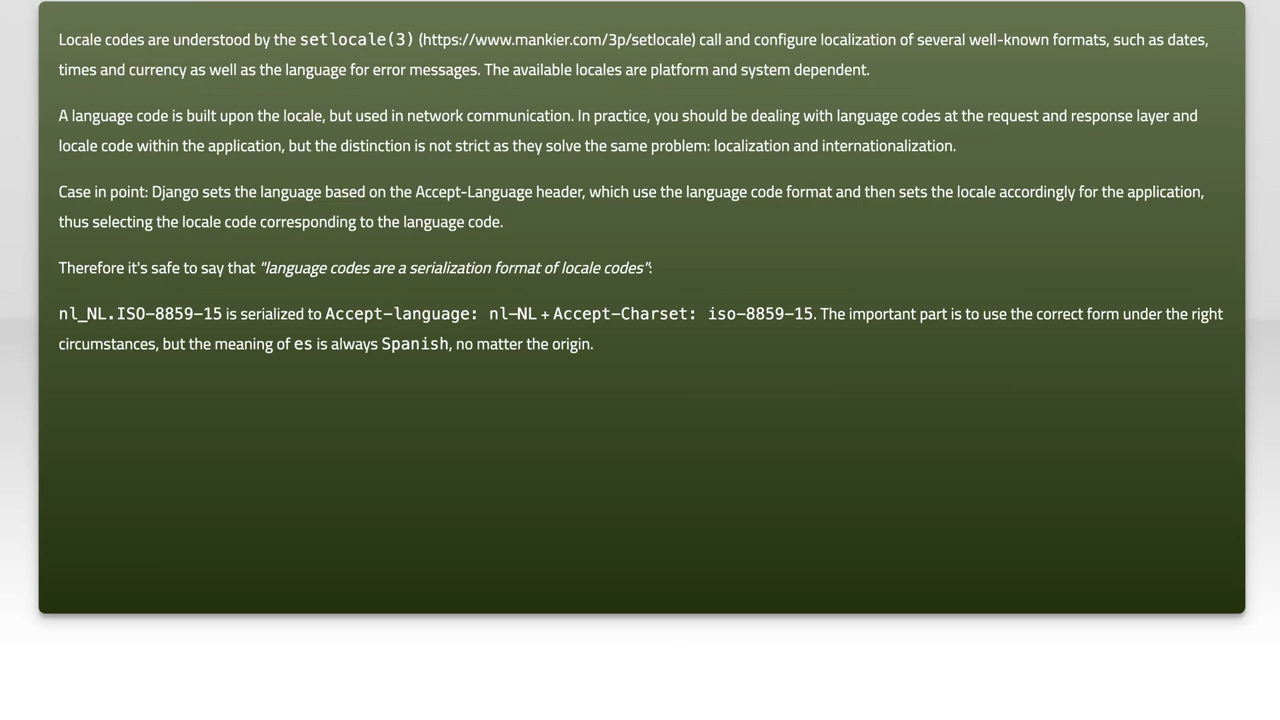 Locale codes are understood by the setlocale(3) (https://www.mankier.com/3p/setlocale) call and configure localization of several well-known formats, such as dates,
times and currency as well as the language for error messages. The available locales are platform and system dependent.
A language code is built upon the locale, but used in network communication. In practice, you should be dealing with language codes at the request and response layer and
locale code within the application, but the distinction is not strict as they solve the same problem: localization and internationalization.
Case in point: Django sets the language based on the Accept-Language header, which use the language code format and then sets the locale accordingly for the application,
thus selecting the locale code corresponding to the language code.
Therefore it's safe to say that "language codes are a serialization format of locale codes":
nl_NL.ISO-8859-15 is serialized to Accept-language: nl-NL + Accept-Charset: iso-8859-15. The important part is to use the correct form under the right
circumstances, but the meaning of es is always Spanish, no matter the origin.